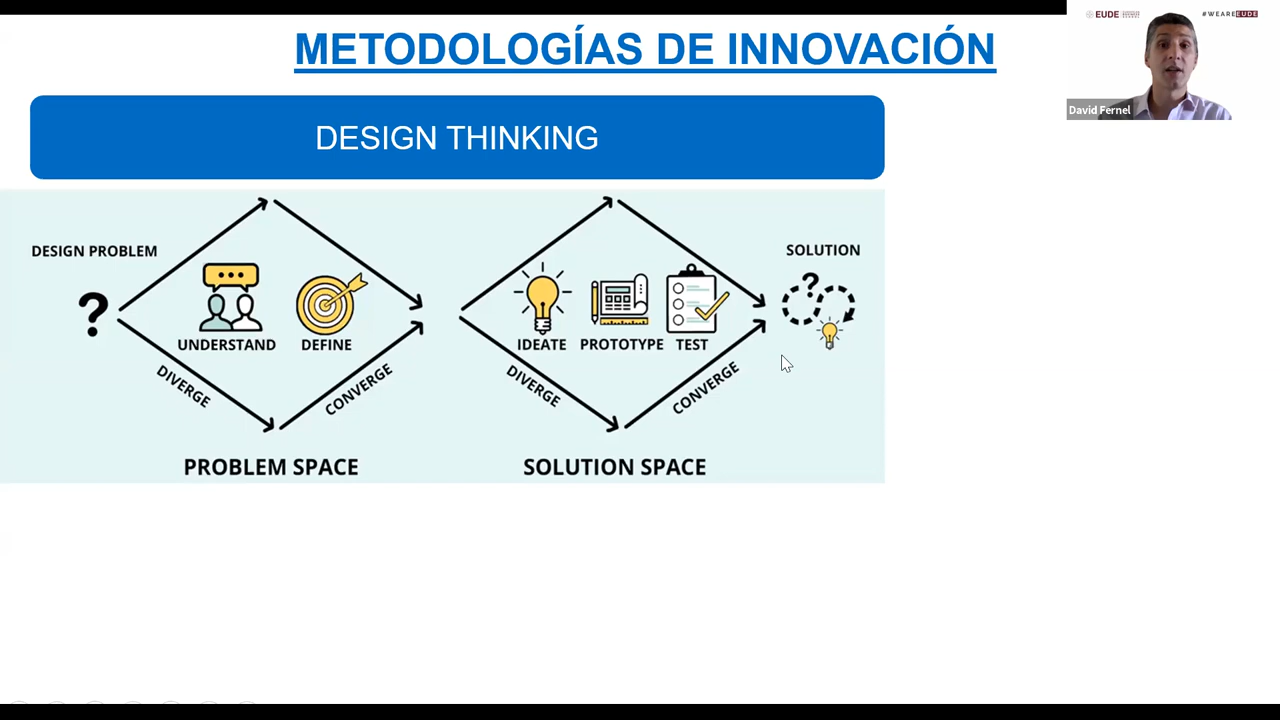 METODOLOGÍAS DE INNOVACIÓN
EUDE
#WEAREEUDE
David Fernel
DESIGN THINKING
DESIGN PROBLEM
?
UNDERSTAND
DEFINE
DIVERGE
CONVERGE
PROBLEM SPACE
IDEATE
PROTOTYPE
TEST
DIVERGE
CONVERGE
SOLUTION SPACE
SOLUTION
?